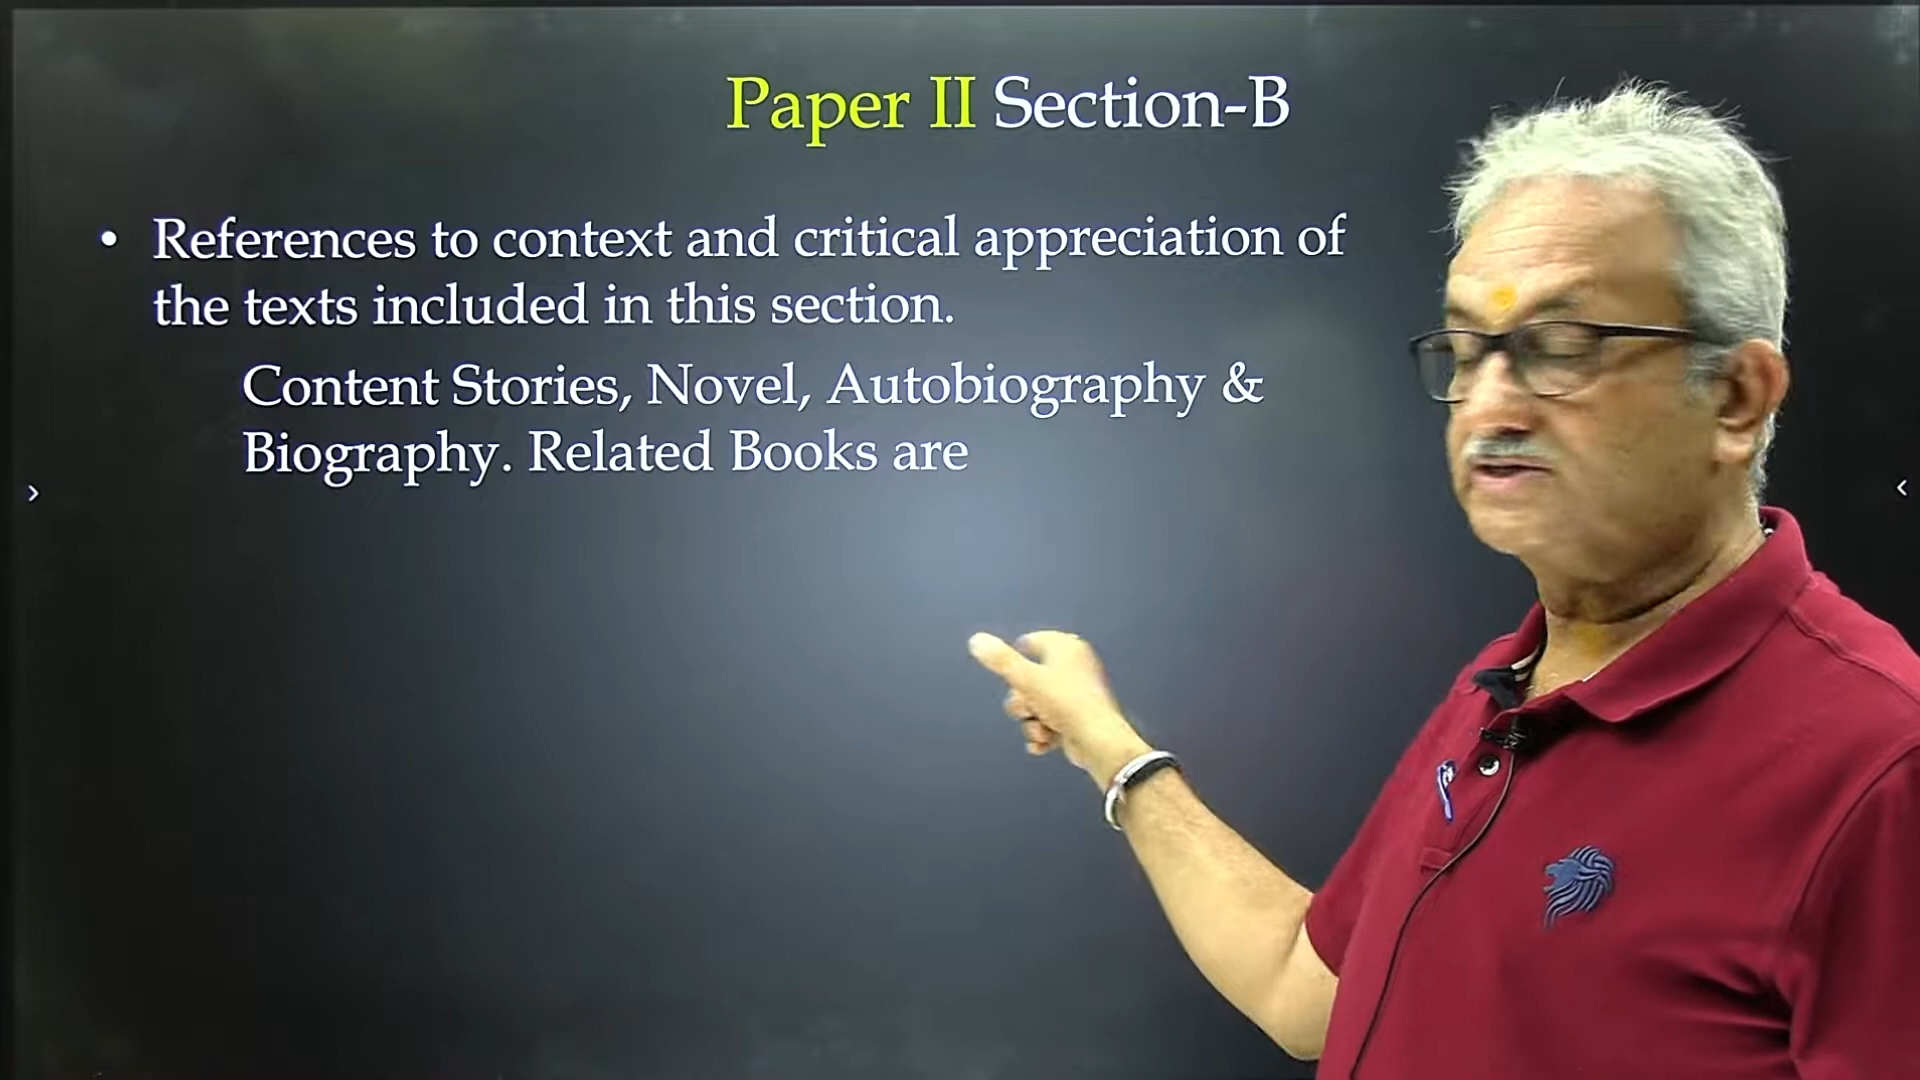 Paper II Section-B
• References to context and critical appreciation of
the texts included in this section.
Content Stories, Novel, Autobiography &
Biography. Related Books are